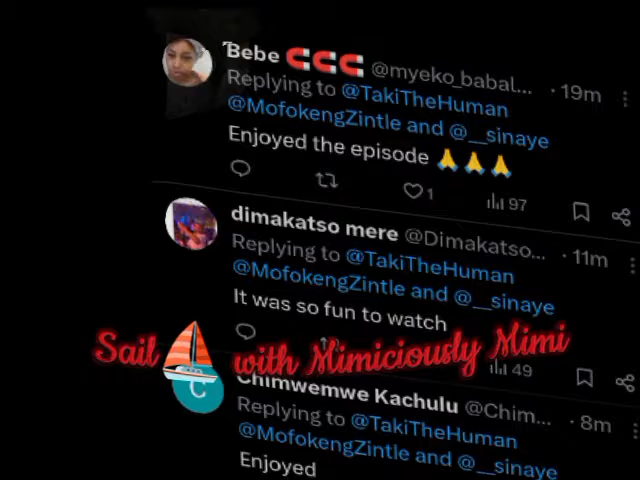 Bebe 🧲🧲🧲 @myeko_babal... · 19m
Replying to @TakiTheHuman
@MofokengZintle and @__sinaye
Enjoyed the episode 🙏🙏🙏
1 97
dimakatso mere @Dimakatso... · 11m
Replying to @TakiTheHuman
@MofokengZintle and @__sinaye
It was so fun to watch
49
Sail with Mimiciously Mimi
C
Chimwemwe Kachulu @Chim... · 8m
Replying to @TakiTheHuman
@MofokengZintle and @__sinaye
Enjoyed